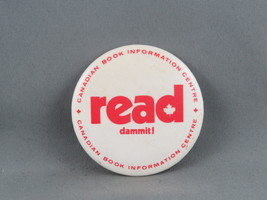 CANADIAN BOOK INFORMATION CENTRE
read
dammit!
CANADIAN BOOK INFORMATION CENTRE